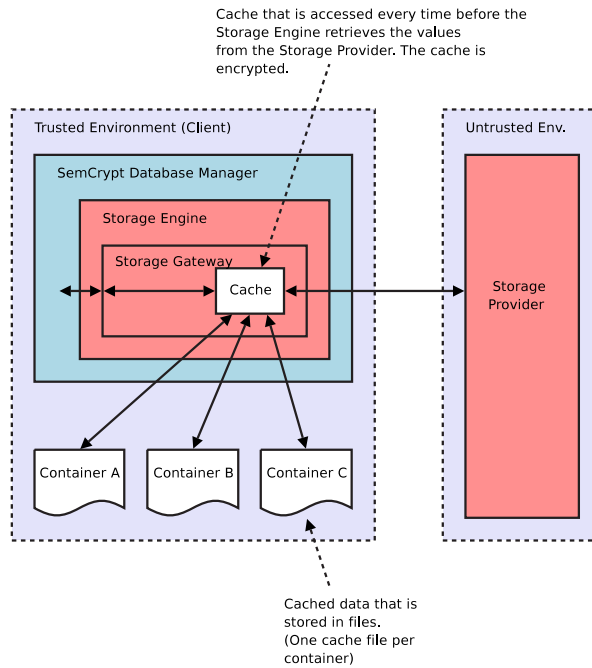 Cache that is accessed every time before the
Storage Engine retrieves the values
from the Storage Provider. The cache is
encrypted.
Trusted Environment (Client)
Untrusted Env.
SemCrypt Database Manager
Storage Engine
Storage Gateway
Cache
Storage
Provider
Container A
Container B
Container C
Cached data that is
stored in files.
(One cache file per
container)